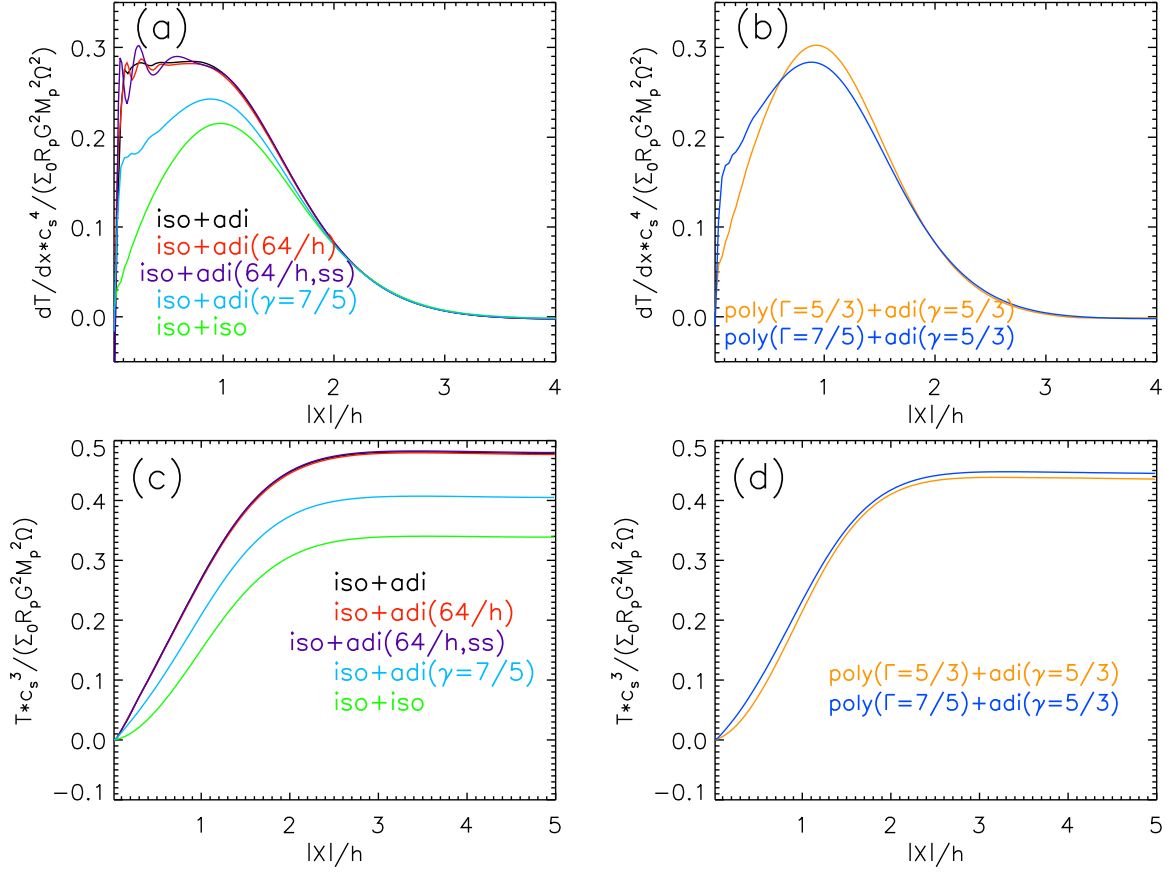 (a)
dT/dx*c_s^4/(Σ_0R_pG^2M_p^2Ω^2)
0.3
0.2
0.1
0.0
iso+adi
iso+adi(64/h)
iso+adi(64/h,ss)
iso+adi(γ=7/5)
iso+iso
1 2 3 4
|X|/h
(b)
dT/dx*c_s^4/(Σ_0R_pG^2M_p^2Ω^2)
0.3
0.2
0.1
0.0
poly(Γ=5/3)+adi(γ=5/3)
poly(Γ=7/5)+adi(γ=5/3)
1 2 3 4
|X|/h
(c)
T*c_s^3/(Σ_0R_pG^2M_p^2Ω)
0.5
0.4
0.3
0.2
0.1
0.0
−0.1
iso+adi
iso+adi(64/h)
iso+adi(64/h,ss)
iso+adi(γ=7/5)
iso+iso
1 2 3 4 5
|X|/h
(d)
T*c_s^3/(Σ_0R_pG^2M_p^2Ω)
0.5
0.4
0.3
0.2
0.1
0.0
−0.1
poly(Γ=5/3)+adi(γ=5/3)
poly(Γ=7/5)+adi(γ=5/3)
1 2 3 4 5
|X|/h